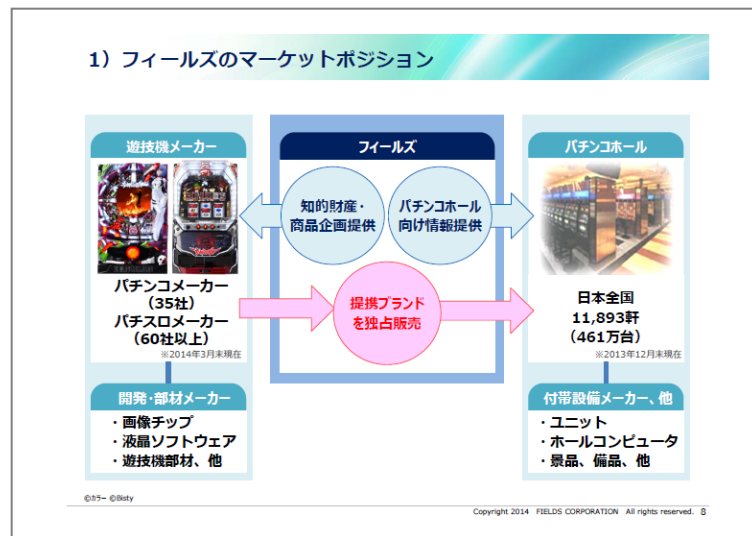 1）フィールズのマーケットポジション
遊技機メーカー
パチンコメーカー
（35社）
パチスロメーカー
（60社以上）
※2014年3月末現在
開発・部材メーカー
・画像チップ
・液晶ソフトウェア
・遊技機部材、他
フィールズ
知的財産・
商品企画提供
パチンコホール
向け情報提供
提携ブランド
を独占販売
パチンコホール
日本全国
11,893軒
（461万台）
※2013年12月末現在
付帯設備メーカー、他
・ユニット
・ホールコンピュータ
・景品、備品、他
©カラー ©Bisty
Copyright 2014 FIELDS CORPORATION All rights reserved. 8